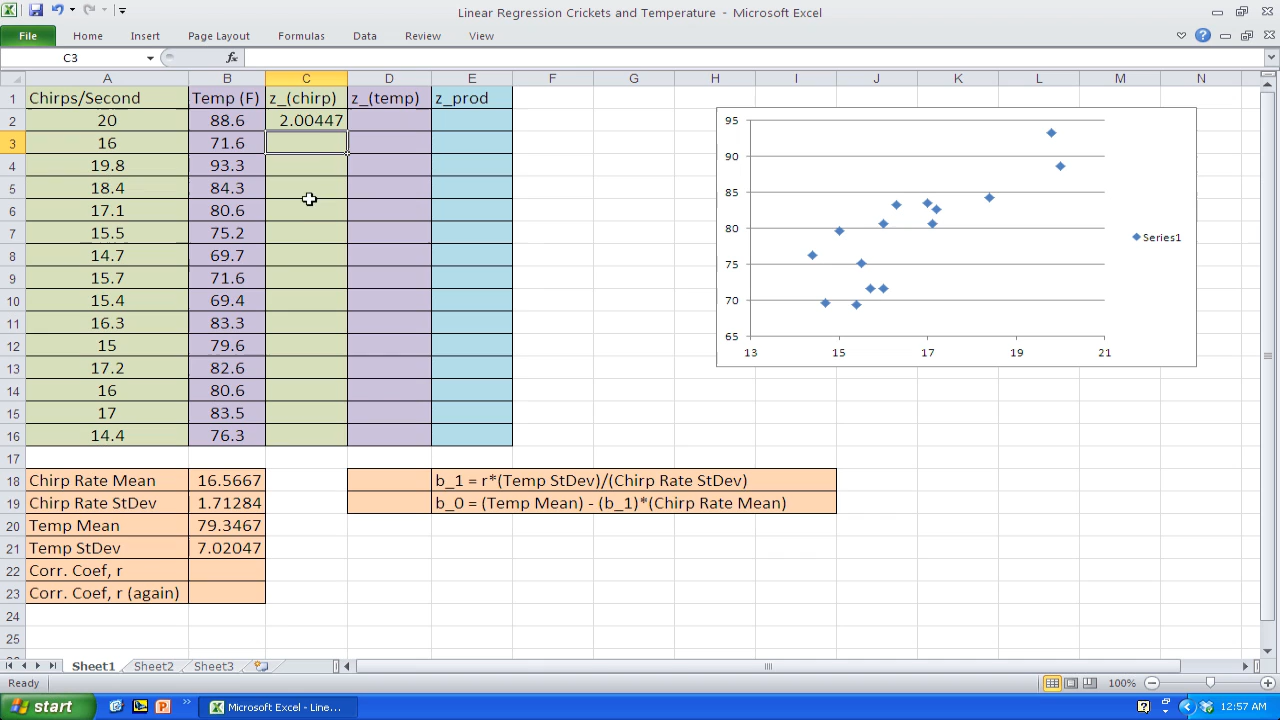 Linear Regression Crickets and Temperature - Microsoft Excel
File Home Insert Page Layout Formulas Data Review View
C3 fx
A B C D E F G H I J K L M N
1 Chirps/Second Temp (F) z_(chirp) z_(temp) z_prod
2 20 88.6 2.00447
3 16 71.6
4 19.8 93.3
5 18.4 84.3
6 17.1 80.6
7 15.5 75.2
8 14.7 69.7
9 15.7 71.6
10 15.4 69.4
11 16.3 83.3
12 15 79.6
13 17.2 82.6
14 16 80.6
15 17 83.5
16 14.4 76.3
17
18 Chirp Rate Mean 16.5667 b_1 = r*(Temp StDev)/(Chirp Rate StDev)
19 Chirp Rate StDev 1.71284 b_0 = (Temp Mean) - (b_1)*(Chirp Rate Mean)
20 Temp Mean 79.3467
21 Temp StDev 7.02047
22 Corr. Coef, r
23 Corr. Coef, r (again)
24
25
95
90
85
80
75
70
65
13 15 17 19 21
Series1
Sheet1 Sheet2 Sheet3
Ready 100%
start Microsoft Excel - Line... 12:57 AM